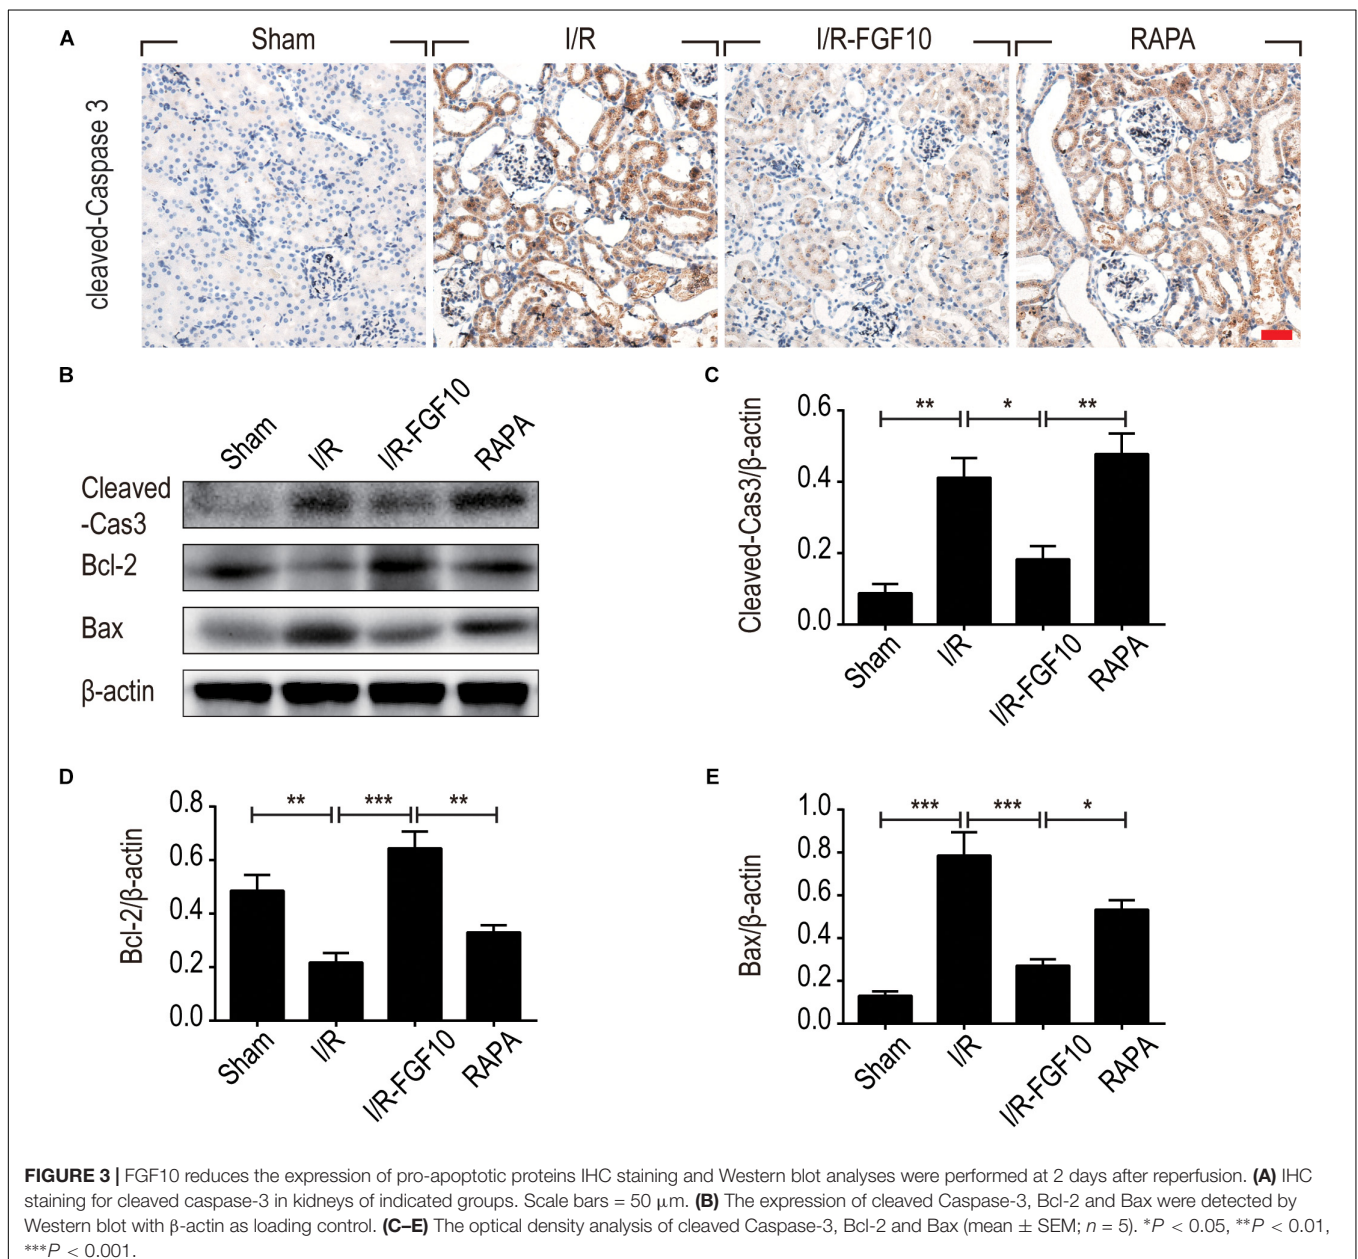 A
Sham
I/R
I/R-FGF10
RAPA
cleaved-Caspase 3
B
Sham
I/R
I/R-FGF10
RAPA
Cleaved
-Cas3
Bcl-2
Bax
β-actin
C
Cleaved-Cas3/β-actin
0.6
0.4
0.2
0.0
**
*
**
Sham
I/R
I/R-FGF10
RAPA
D
Bcl-2/β-actin
0.8
0.6
0.4
0.2
0.0
**
***
**
Sham
I/R
I/R-FGF10
RAPA
E
Bax/β-actin
1.0
0.8
0.6
0.4
0.2
0.0
***
***
*
Sham
I/R
I/R-FGF10
RAPA
FIGURE 3 | FGF10 reduces the expression of pro-apoptotic proteins IHC staining and Western blot analyses were performed at 2 days after reperfusion. (A) IHC
staining for cleaved caspase-3 in kidneys of indicated groups. Scale bars = 50 μm. (B) The expression of cleaved Caspase-3, Bcl-2 and Bax were detected by
Western blot with β-actin as loading control. (C–E) The optical density analysis of cleaved Caspase-3, Bcl-2 and Bax (mean ± SEM; n = 5). *P < 0.05, **P < 0.01,
***P < 0.001.